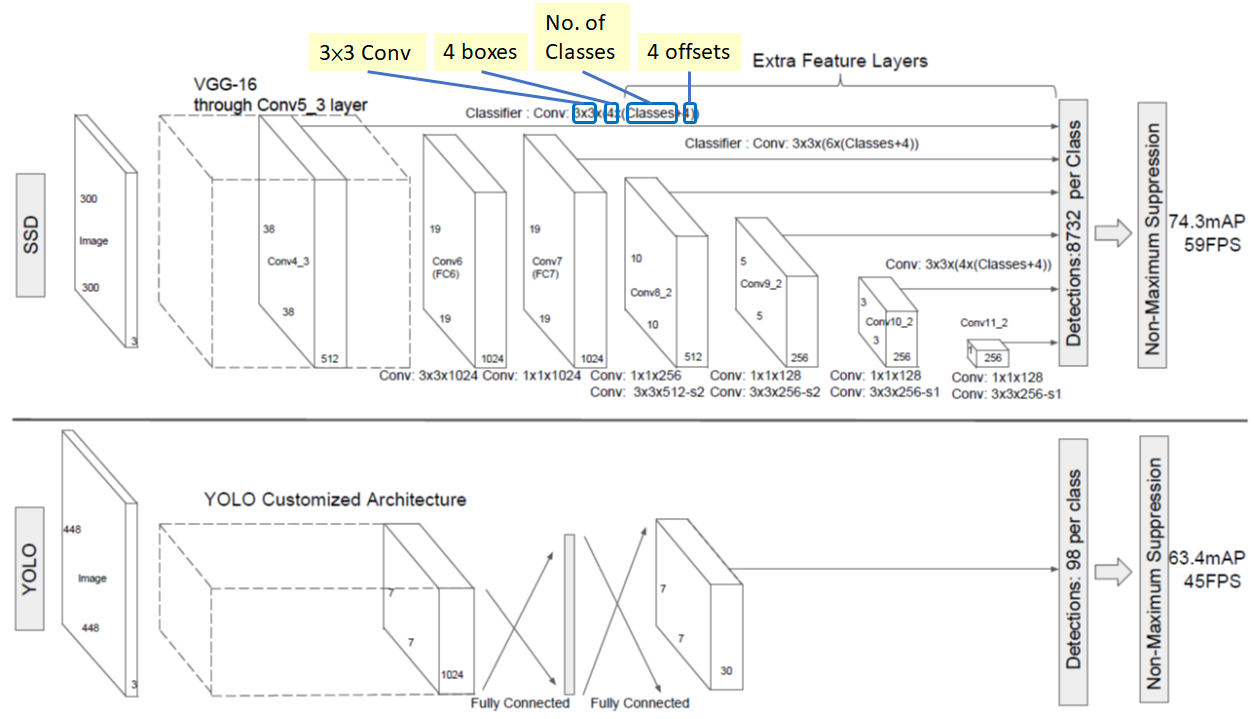 No. of
Classes
3×3 Conv
4 boxes
4 offsets
Extra Feature Layers
VGG-16
through Conv5_3 layer
Classifier : Conv: 3x3x(4x(Classes+4))
Classifier : Conv: 3x3x(6x(Classes+4))
SSD
300
Image
300
3
38
Conv4_3
38
512
19
Conv6
(FC6)
19
1024
19
Conv7
(FC7)
19
1024
10
Conv8_2
10
512
5
Conv9_2
5
256
Conv: 3x3x(4x(Classes+4))
3
Conv10_2
3
256
Conv11_2
1
256
Conv: 3x3x1024
Conv: 1x1x1024
Conv: 1x1x256
Conv: 3x3x512-s2
Conv: 1x1x128
Conv: 3x3x256-s2
Conv: 1x1x128
Conv: 3x3x256-s1
Conv: 1x1x128
Conv: 3x3x256-s1
Detections:8732 per Class
Non-Maximum Suppression
74.3mAP
59FPS
YOLO
448
Image
448
3
YOLO Customized Architecture
7
7
1024
Fully Connected
Fully Connected
7
7
30
Detections: 98 per class
Non-Maximum Suppression
63.4mAP
45FPS